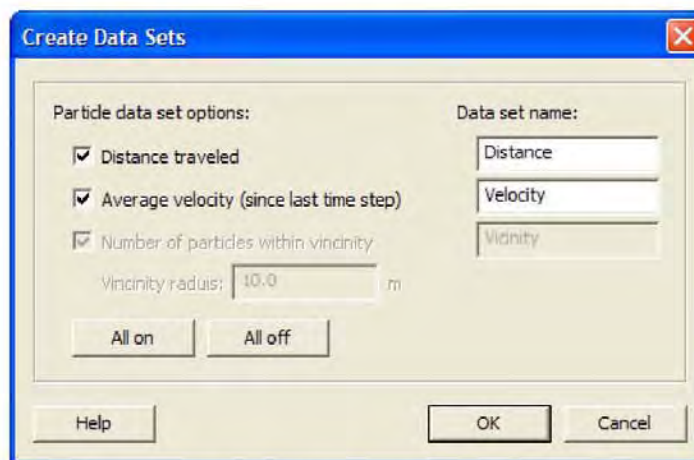 Create Data Sets
Particle data set options: Data set name:
Distance traveled Distance
Average velocity (since last time step) Velocity
Number of particles within vincinity Vicinity
Vincinity raduis: 10.0 m
All on All off
Help OK Cancel